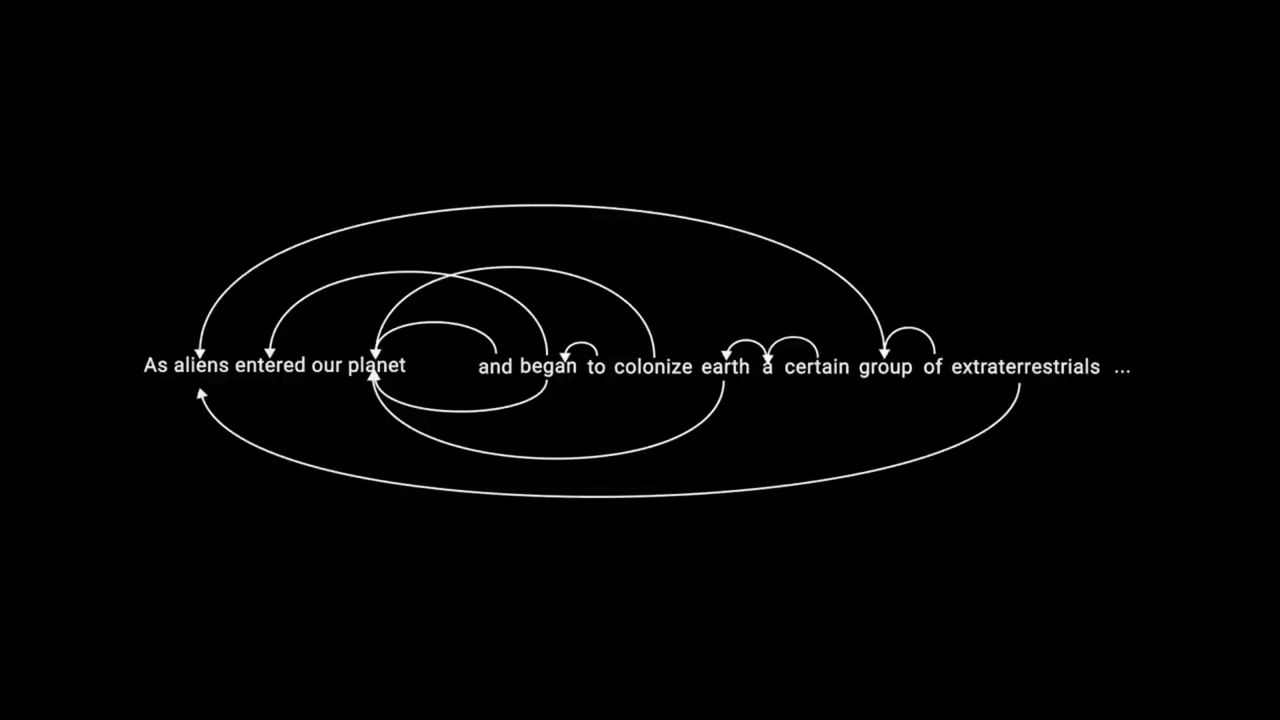 As aliens entered our planet and began to colonize earth a certain group of extraterrestrials ...